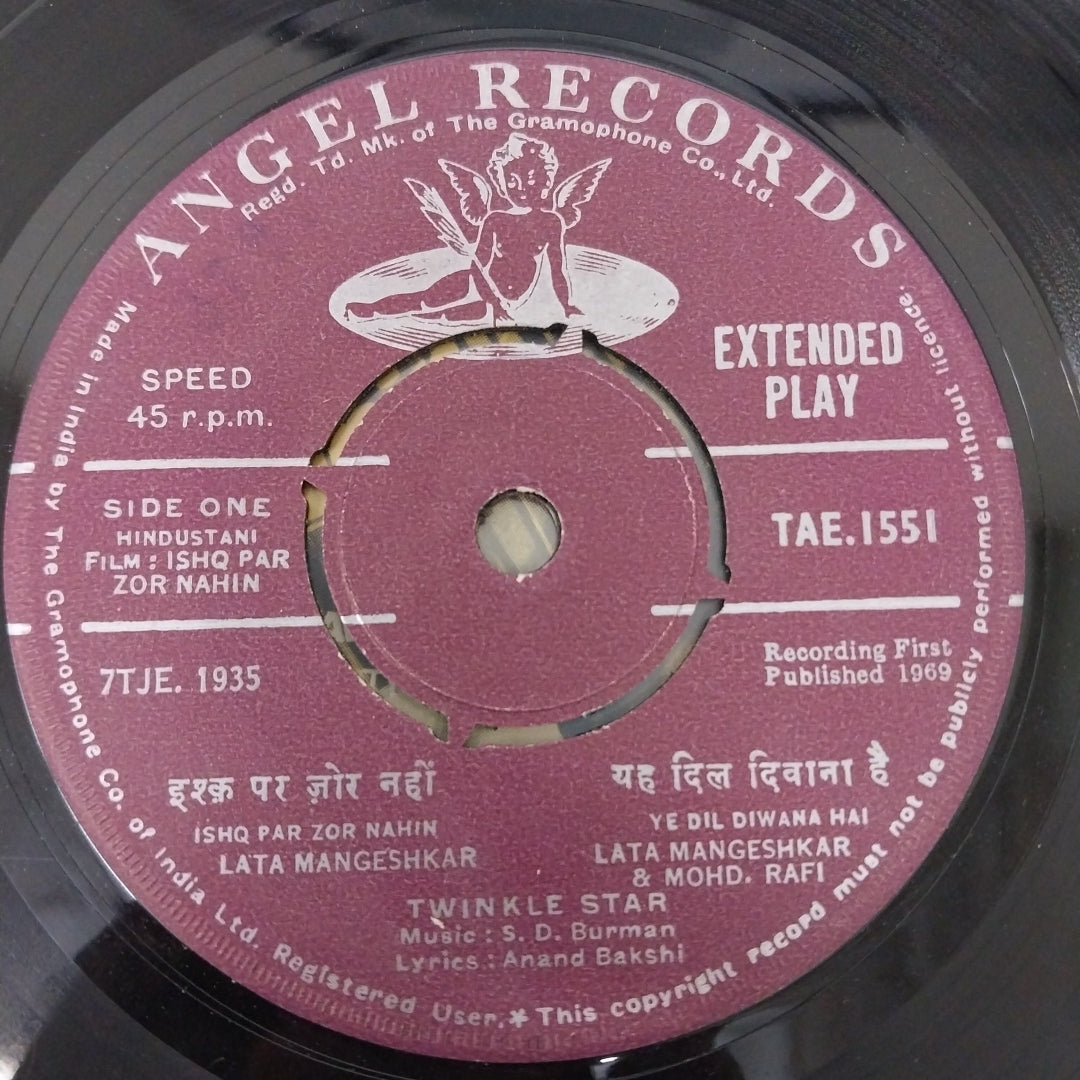 ANGEL RECORDS
Regd. Td. Mk. of The Gramophone Co., Ltd.
SPEED
45 r.p.m.
EXTENDED
PLAY
SIDE ONE
HINDUSTANI
FILM : ISHQ PAR
ZOR NAHIN
TAE.1551
7TJE. 1935
Recording First
Published 1969
इश्क़ पर ज़ोर नहीं
ISHQ PAR ZOR NAHIN
LATA MANGESHKAR
यह दिल दिवाना है
YE DIL DIWANA HAI
LATA MANGESHKAR
& MOHD. RAFI
TWINKLE STAR
Music : S. D. Burman
Lyrics : Anand Bakshi
Made in India by The Gramophone Co. of India Ltd. Registered User.* This copyright record must not be publicly performed without licence.